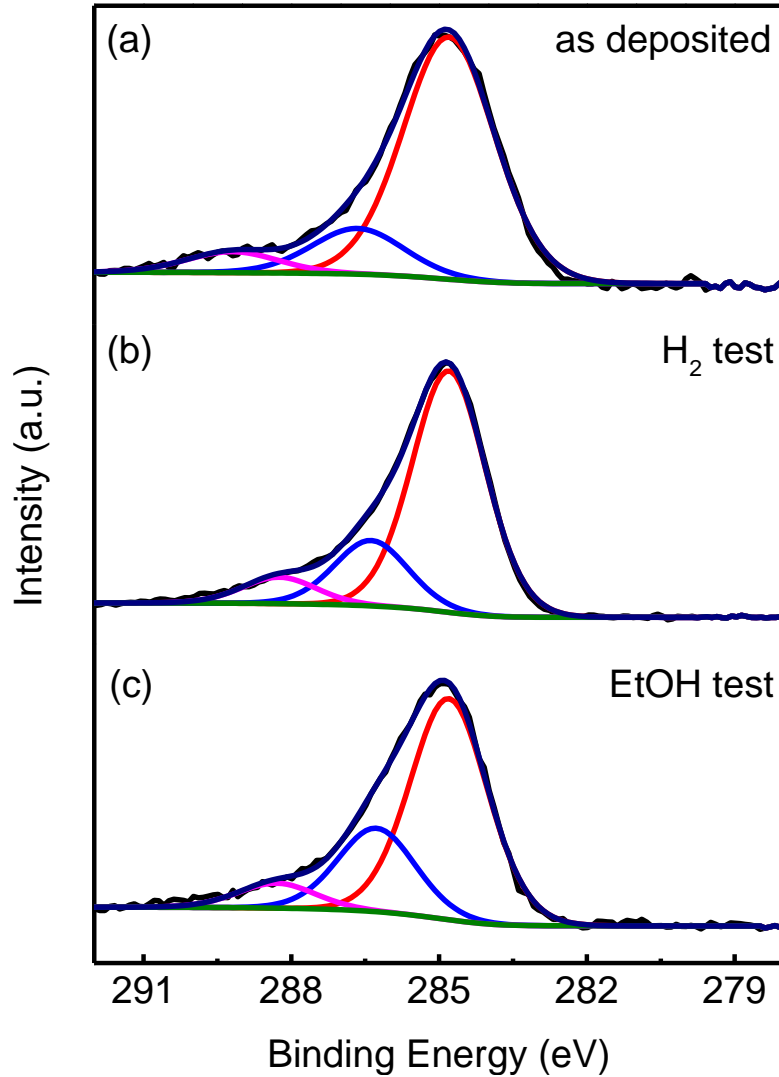 (a) as deposited
(b) H₂ test
(c) EtOH test
Intensity (a.u.)
291 288 285 282 279
Binding Energy (eV)